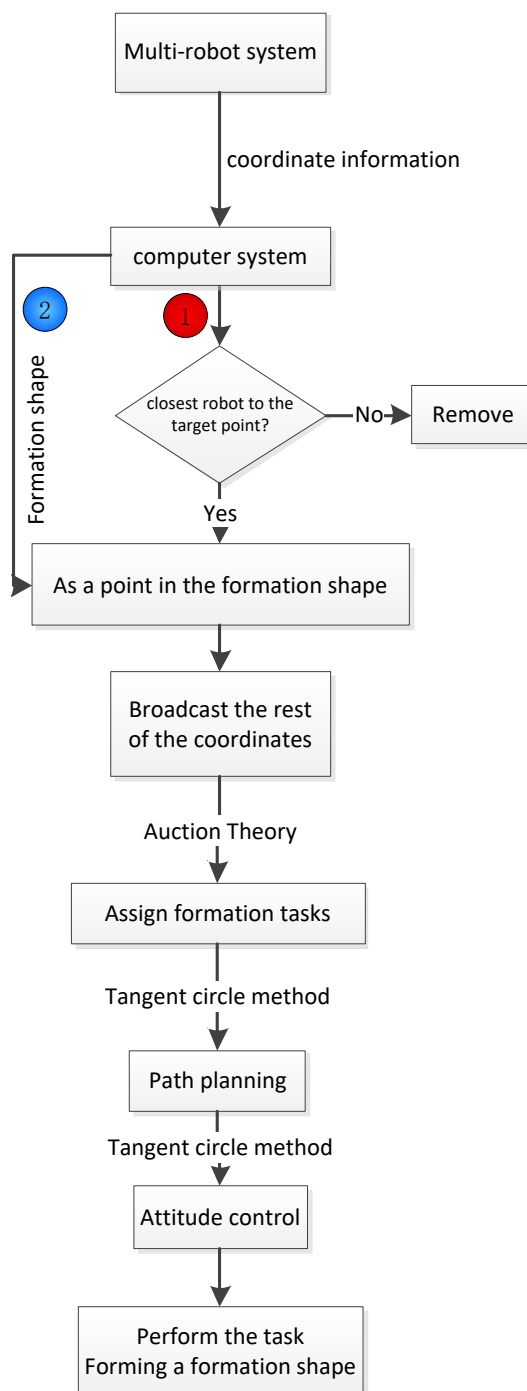 Multi-robot system
coordinate information
computer system
2
1
Formation shape
closest robot to the
target point?
No
Remove
Yes
As a point in the formation shape
Broadcast the rest
of the coordinates
Auction Theory
Assign formation tasks
Tangent circle method
Path planning
Tangent circle method
Attitude control
Perform the task
Forming a formation shape